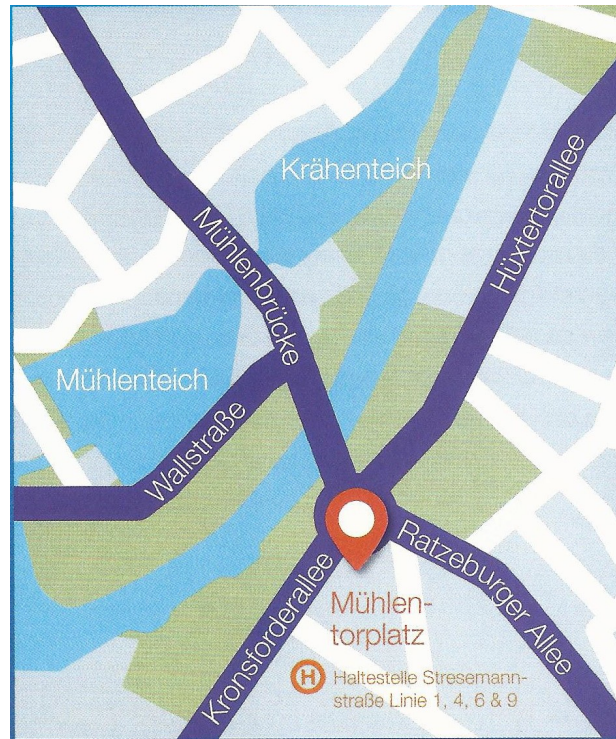 Krähenteich
Hüxtertorallee
Mühlenbrücke
Mühlenteich
Wallstraße
Kronsforderallee
Ratzeburger Allee
Mühlen-
torplatz
H Haltestelle Stresemann-
straße Linie 1, 4, 6 & 9